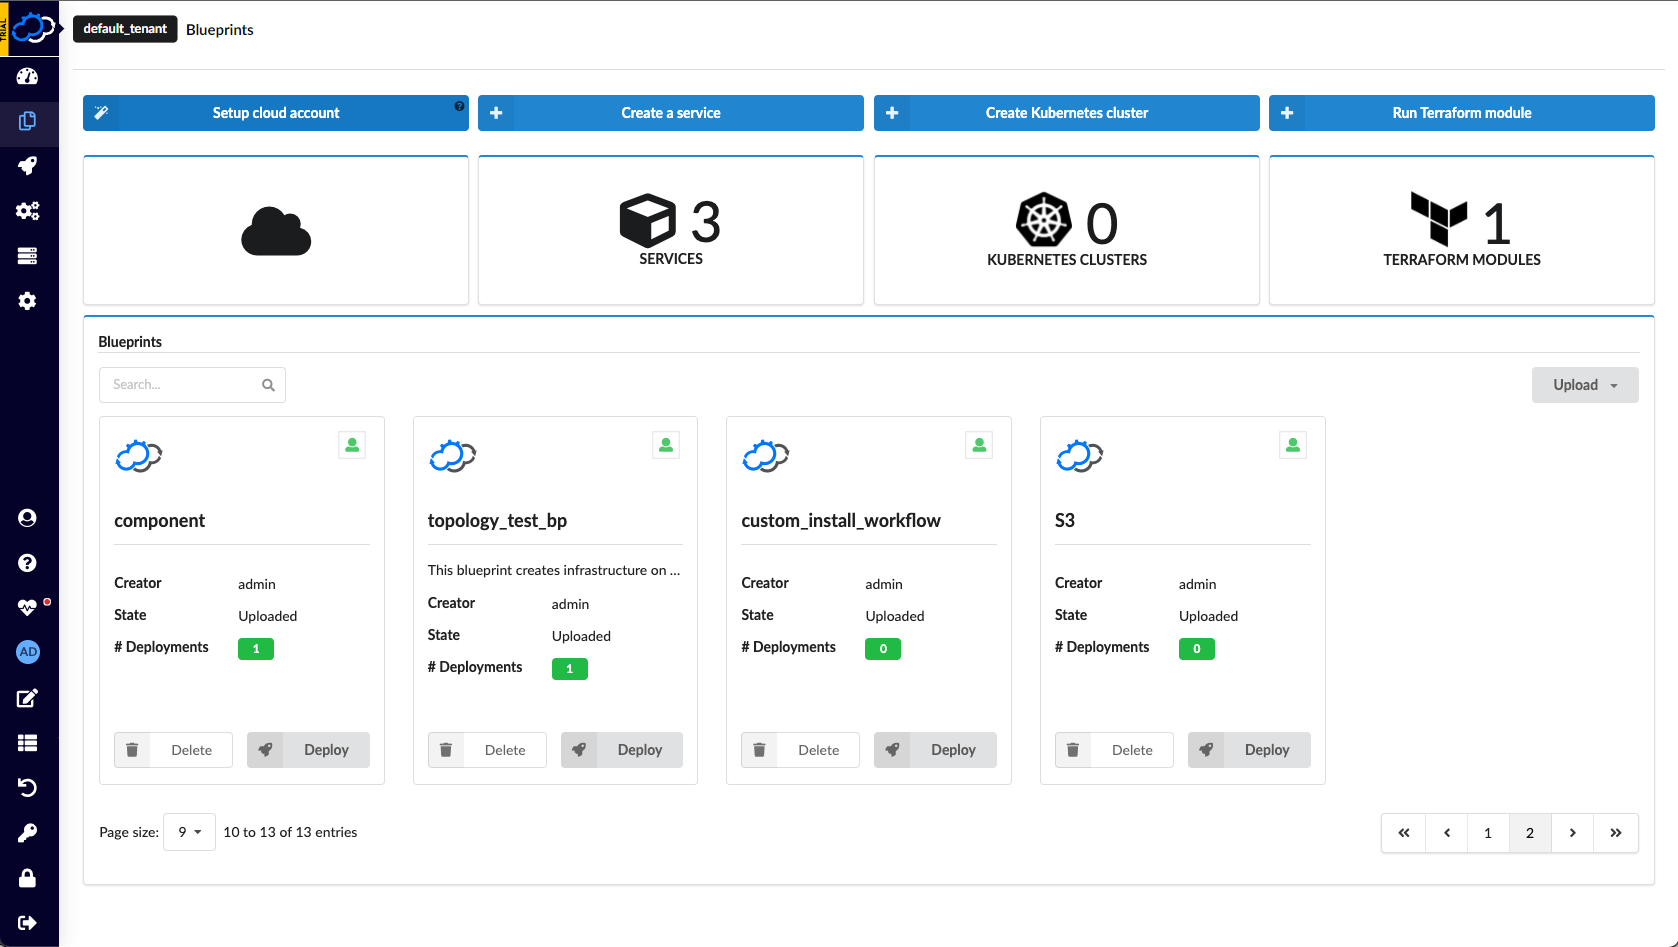 TRIAL
default_tenant Blueprints
Setup cloud account ?
Create a service
Create Kubernetes cluster
Run Terraform module
3
SERVICES
0
KUBERNETES CLUSTERS
1
TERRAFORM MODULES
Blueprints
Search...
Upload
component
Creator admin
State Uploaded
# Deployments 1
Delete Deploy
topology_test_bp
This blueprint creates infrastructure on ...
Creator admin
State Uploaded
# Deployments 1
Delete Deploy
custom_install_workflow
Creator admin
State Uploaded
# Deployments 0
Delete Deploy
S3
Creator admin
State Uploaded
# Deployments 0
Delete Deploy
AD
Page size: 9 10 to 13 of 13 entries
« ‹ 1 2 › »